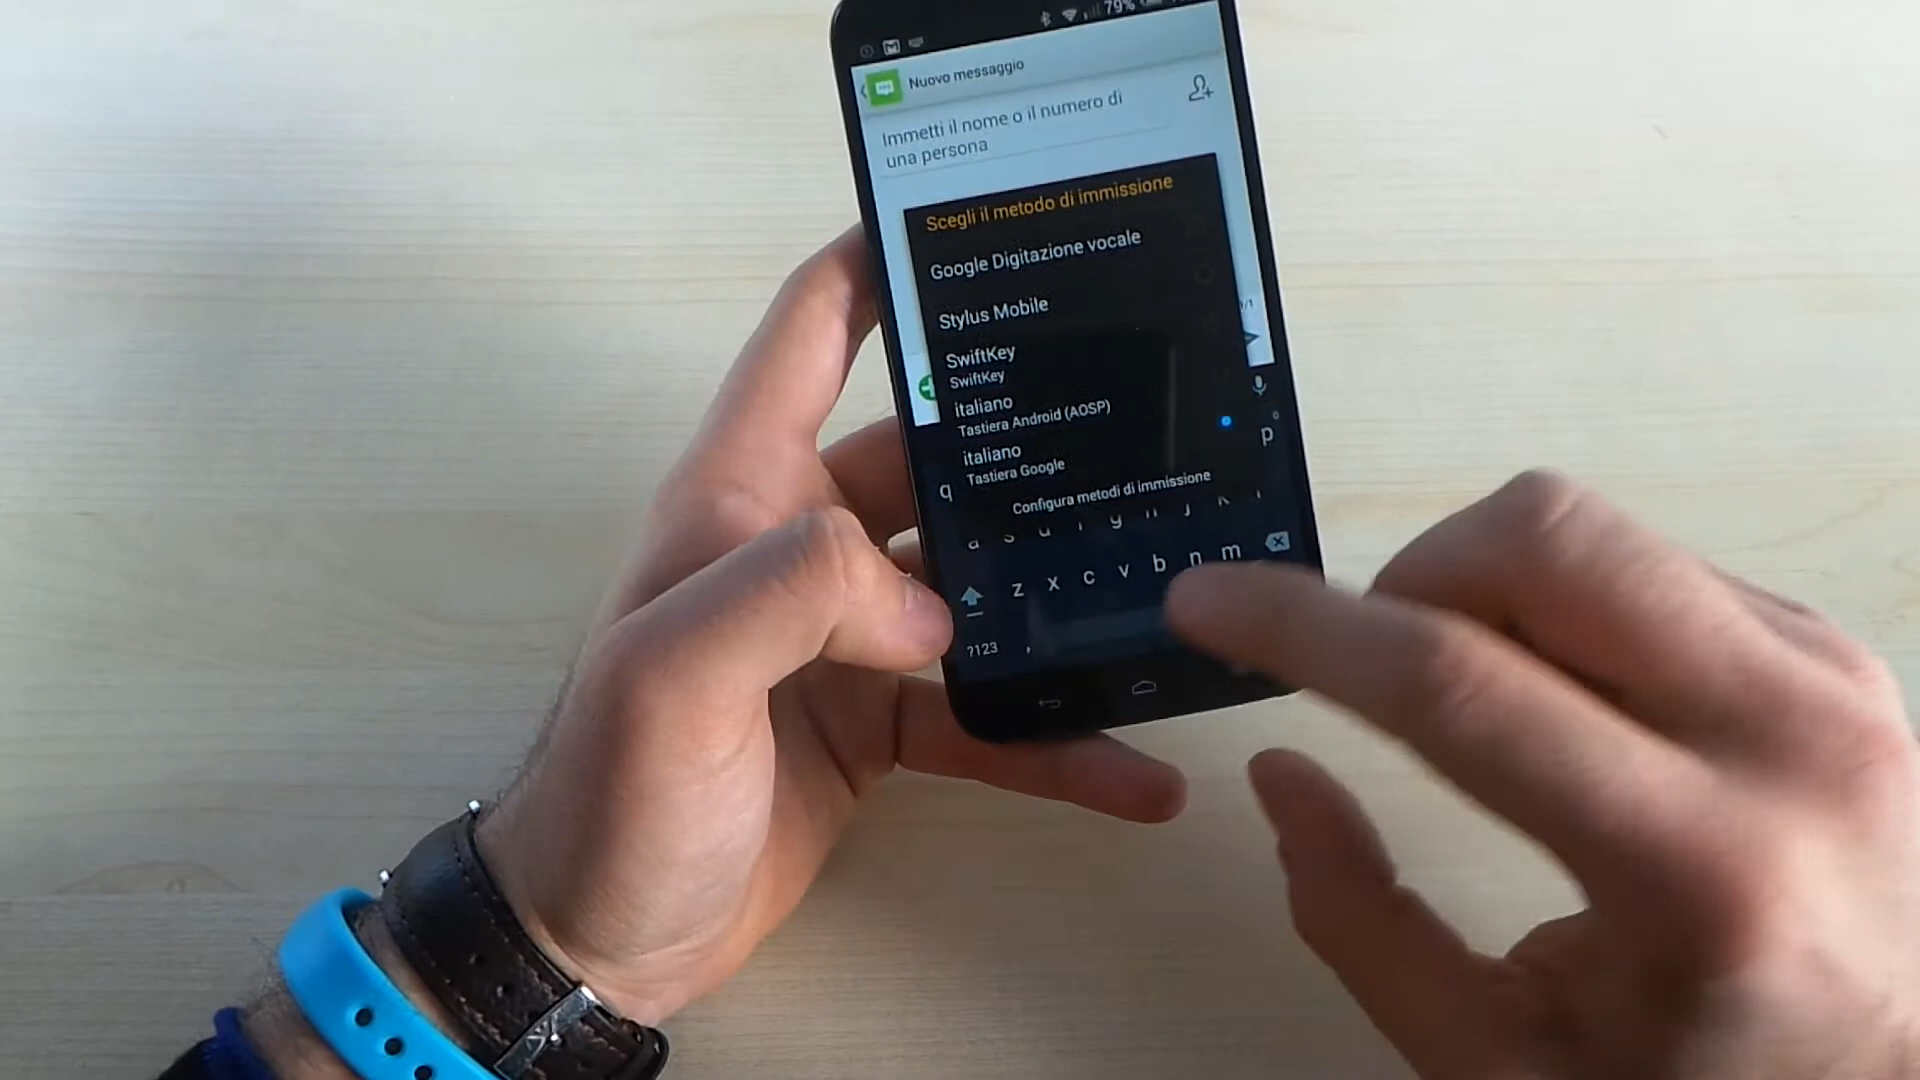 79%
Nuovo messaggio
Immetti il nome o il numero di
una persona
Scegli il metodo di immissione
Google Digitazione vocale
Stylus Mobile
SwiftKey
SwiftKey
italiano
Tastiera Android (AOSP)
italiano
Tastiera Google
Configura metodi di immissione
q p
a s d f g h j k l
z x c v b n m
?123 ,